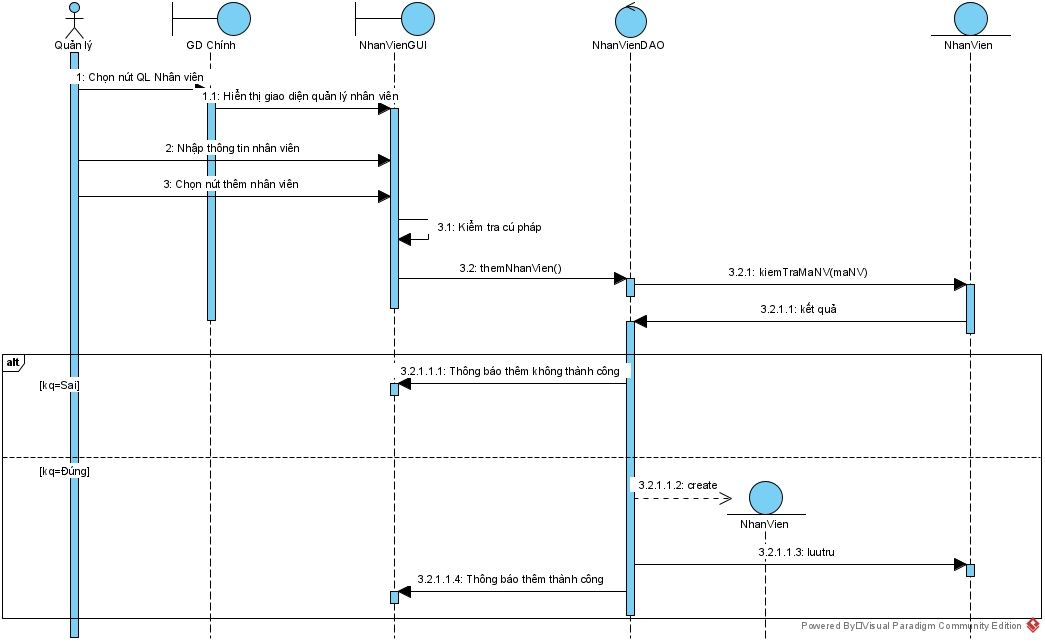 Quản lý
GD Chính
NhanVienGUI
NhanVienDAO
NhanVien
1: Chọn nút QL Nhân viên
1.1: Hiển thị giao diện quản lý nhân viên
2: Nhập thông tin nhân viên
3: Chọn nút thêm nhân viên
3.1: Kiểm tra cú pháp
3.2: themNhanVien()
3.2.1: kiemTraMaNV(maNV)
3.2.1.1: kết quả
alt
3.2.1.1.1: Thông báo thêm không thành công
[kq=Sai]
[kq=Đúng]
3.2.1.1.2: create
NhanVien
3.2.1.1.3: luutru
3.2.1.1.4: Thông báo thêm thành công
Powered By Visual Paradigm Community Edition